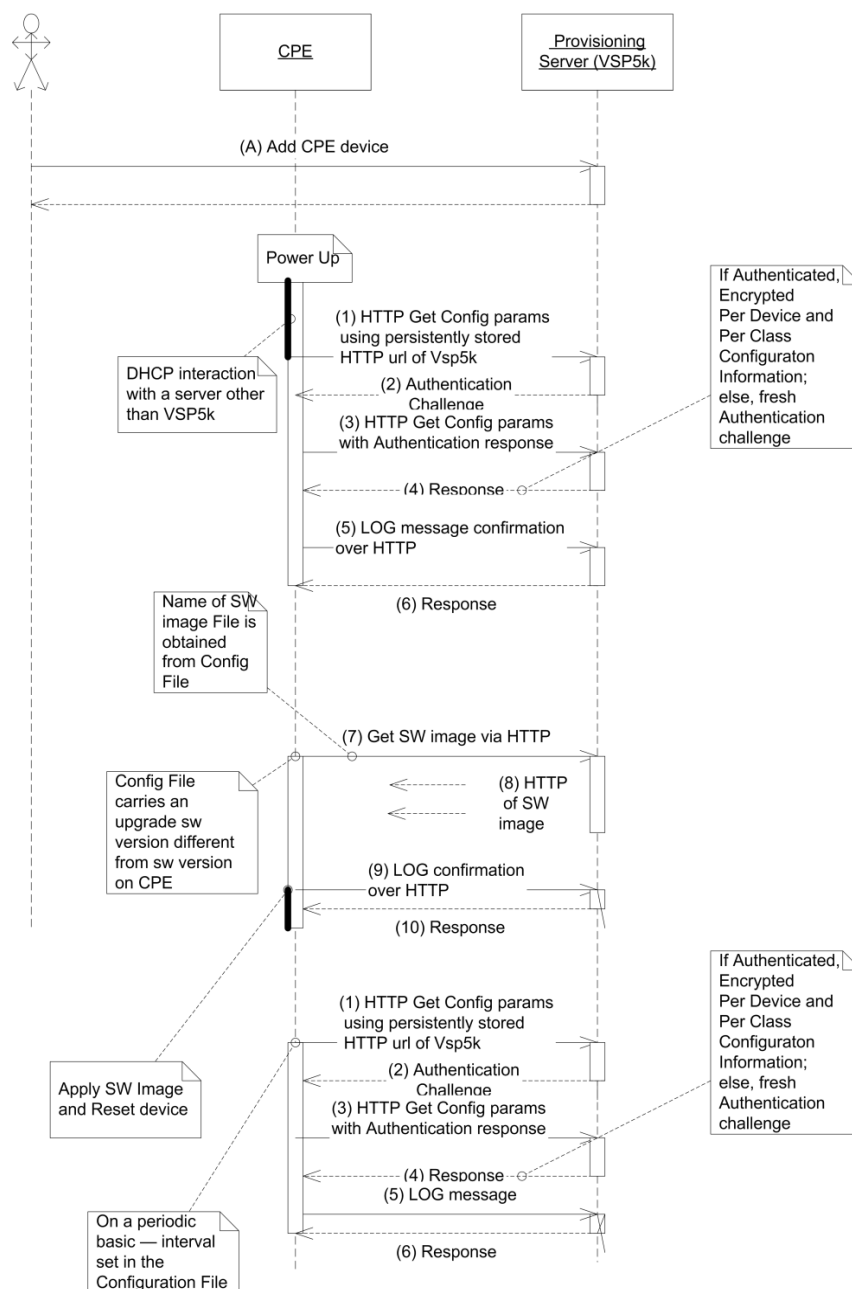 CPE
Provisioning
Server (VSP5k)
(A) Add CPE device
Power Up
If Authenticated,
Encrypted
Per Device and
Per Class
Configuraton
Information;
else, fresh
Authentication
challenge
(1) HTTP Get Config params
using persistently stored
HTTP url of Vsp5k
DHCP interaction
with a server other
than VSP5k
(2) Authentication
Challenge
(3) HTTP Get Config params
with Authentication response
(4) Response
(5) LOG message confirmation
over HTTP
(6) Response
Name of SW
image File is
obtained
from Config
File
(7) Get SW image via HTTP
Config File
carries an
upgrade sw
version different
from sw version
on CPE
(8) HTTP
of SW
image
(9) LOG confirmation
over HTTP
(10) Response
If Authenticated,
Encrypted
Per Device and
Per Class
Configuraton
Information;
else, fresh
Authentication
challenge
(1) HTTP Get Config params
using persistently stored
HTTP url of Vsp5k
Apply SW Image
and Reset device
(2) Authentication
Challenge
(3) HTTP Get Config params
with Authentication response
(4) Response
(5) LOG message
(6) Response
On a periodic
basic — interval
set in the
Configuration File